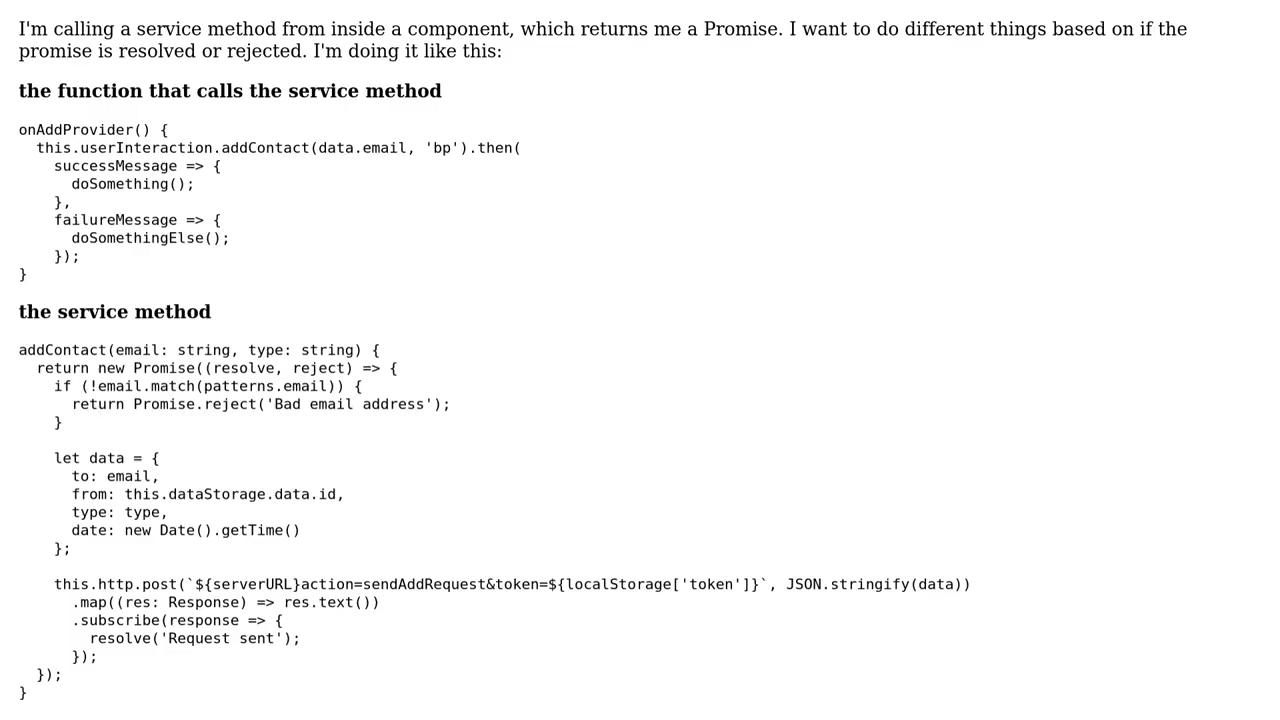 I'm calling a service method from inside a component, which returns me a Promise. I want to do different things based on if the
promise is resolved or rejected. I'm doing it like this:
the function that calls the service method
onAddProvider() {
  this.userInteraction.addContact(data.email, 'bp').then(
    successMessage => {
      doSomething();
    },
    failureMessage => {
      doSomethingElse();
    });
}
the service method
addContact(email: string, type: string) {
  return new Promise((resolve, reject) => {
    if (!email.match(patterns.email)) {
      return Promise.reject('Bad email address');
    }

    let data = {
      to: email,
      from: this.dataStorage.data.id,
      type: type,
      date: new Date().getTime()
    };

    this.http.post(`${serverURL}action=sendAddRequest&token=${localStorage['token']}`, JSON.stringify(data))
      .map((res: Response) => res.text())
      .subscribe(response => {
        resolve('Request sent');
      });
  });
}